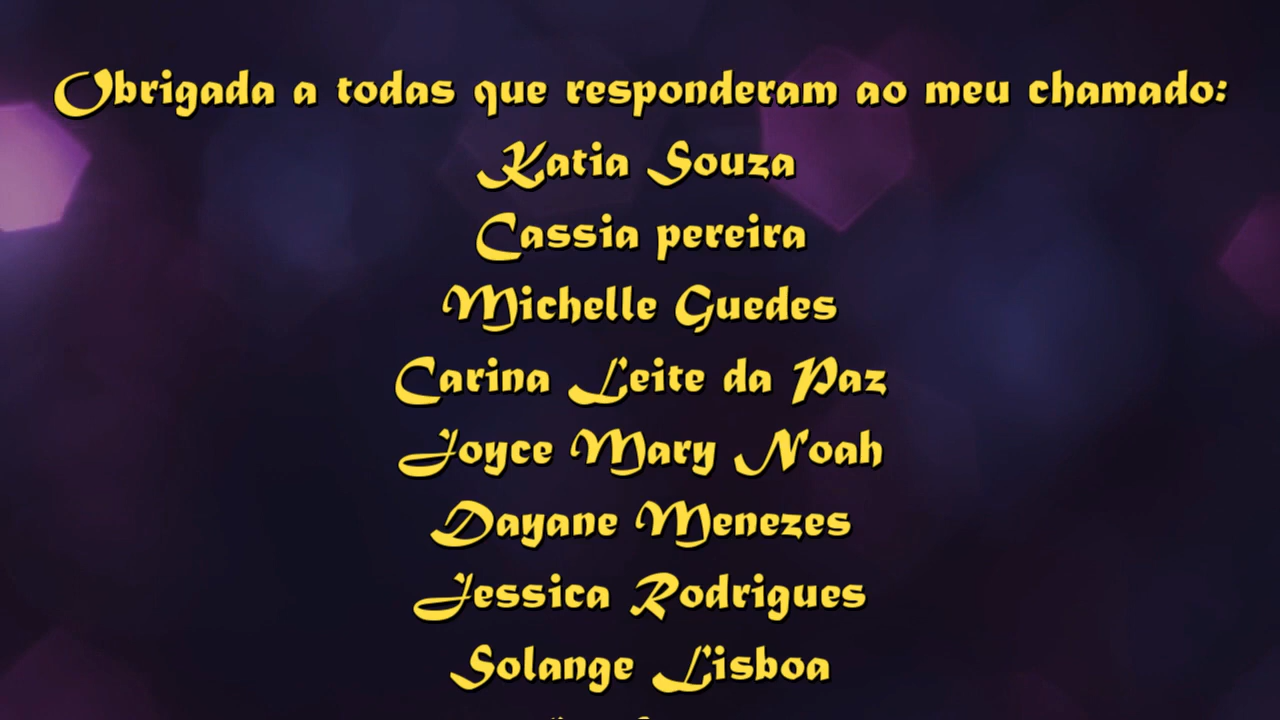 Obrigada a todas que responderam ao meu chamado:
Katia Souza
Cassia pereira
Michelle Guedes
Carina Leite da Paz
Joyce Mary Noah
Dayane Menezes
Jessica Rodrigues
Solange Lisboa